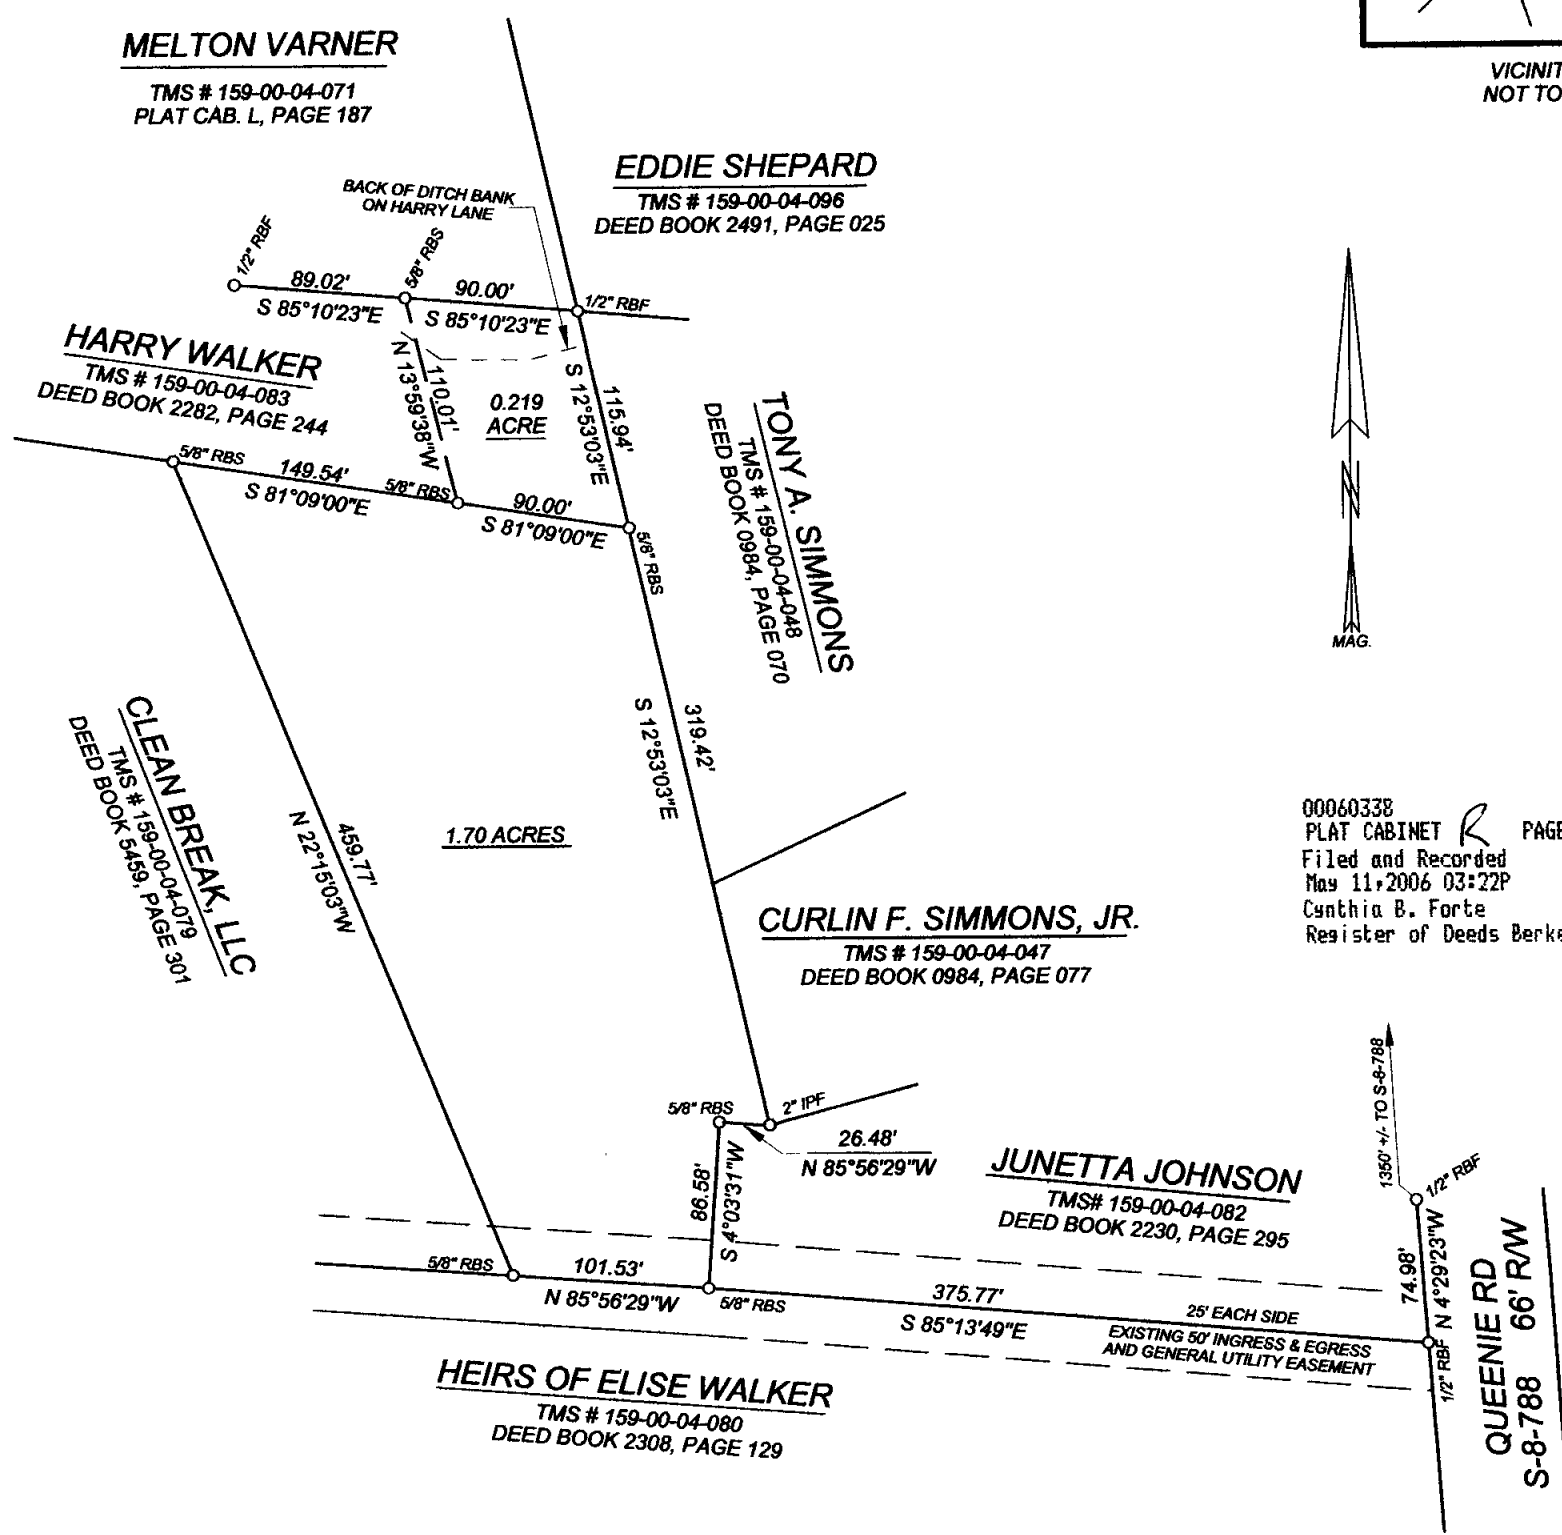 MELTON VARNER
TMS # 159-00-04-071
PLAT CAB. L, PAGE 187
VICINIT
NOT TO
EDDIE SHEPARD
TMS # 159-00-04-096
DEED BOOK 2491, PAGE 025
BACK OF DITCH BANK
ON HARRY LANE
1/2" RBF
5/8" RBS
89.02'
S 85°10'23"E
90.00'
S 85°10'23"E
1/2" RBF
HARRY WALKER
TMS # 159-00-04-083
DEED BOOK 2282, PAGE 244
110.01'
N 13°59'38"W
0.219
ACRE
115.94'
S 12°53'03"E
TONY A. SIMMONS
TMS # 159-00-04-048
DEED BOOK 0984, PAGE 070
5/8" RBS
149.54'
S 81°09'00"E
5/8" RBS
90.00'
S 81°09'00"E
5/8" RBS
N
MAG.
CLEAN BREAK, LLC
TMS # 159-00-04-079
DEED BOOK 5459, PAGE 301
459.77'
N 22°15'03"W
319.42'
S 12°53'03"E
1.70 ACRES
00060338
PLAT CABINET R PAGE
Filed and Recorded
May 11,2006 03:22P
Cynthia B. Forte
Register of Deeds Berke
CURLIN F. SIMMONS, JR.
TMS # 159-00-04-047
DEED BOOK 0984, PAGE 077
5/8" RBS
2" IPF
26.48'
N 85°56'29"W
86.58'
S 4°03'31"W
JUNETTA JOHNSON
TMS# 159-00-04-082
DEED BOOK 2230, PAGE 295
1350' +/- TO S-8-788
1/2" RBF
74.98'
N 4°29'23"W
5/8" RBS
101.53'
N 85°56'29"W
5/8" RBS
375.77'
S 85°13'49"E
25' EACH SIDE
EXISTING 50' INGRESS & EGRESS
AND GENERAL UTILITY EASEMENT
1/2" RBF
QUEENIE RD
S-8-788 66' R/W
HEIRS OF ELISE WALKER
TMS # 159-00-04-080
DEED BOOK 2308, PAGE 129